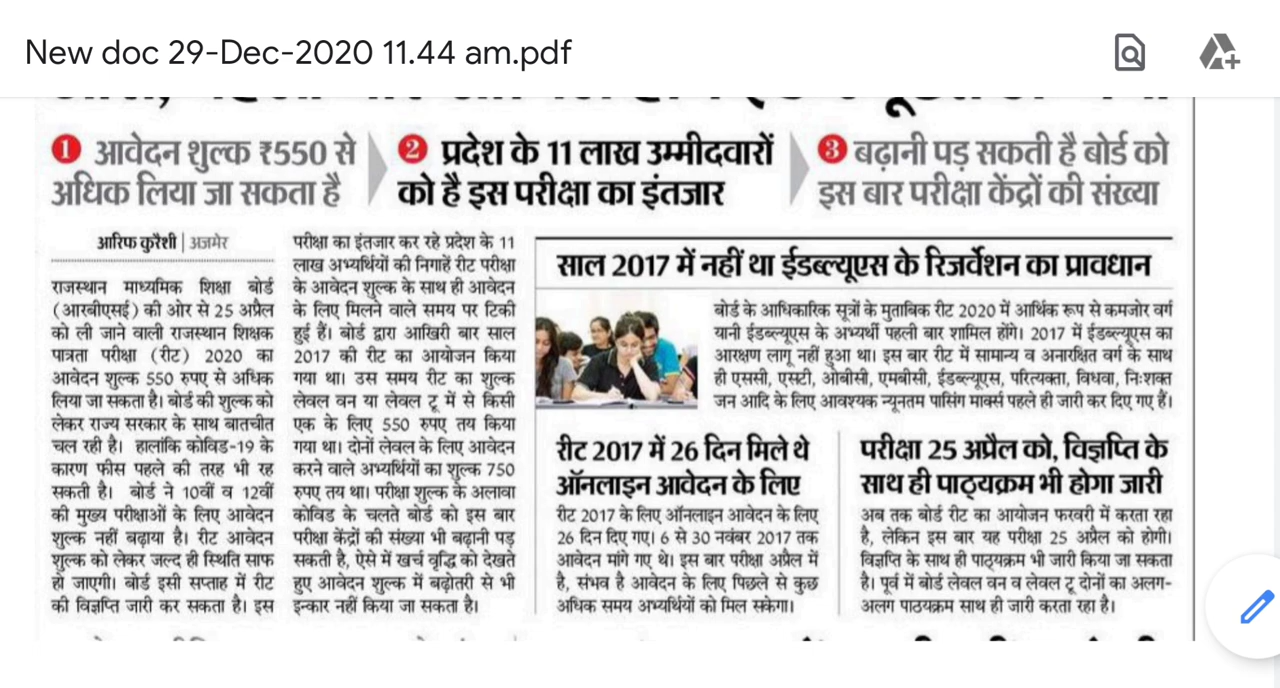 New doc 29-Dec-2020 11.44 am.pdf
1 आवेदन शुल्क ₹550 से
अधिक लिया जा सकता है
2 प्रदेश के 11 लाख उम्मीदवारों
को है इस परीक्षा का इंतजार
3 बढ़ानी पड़ सकती है बोर्ड को
इस बार परीक्षा केंद्रों की संख्या
आरिफ कुरैशी | अजमेर
राजस्थान माध्यमिक शिक्षा बोर्ड
(आरबीएसई) की ओर से 25 अप्रैल
को ली जाने वाली राजस्थान शिक्षक
पात्रता परीक्षा (रीट) 2020 का
आवेदन शुल्क 550 रुपए से अधिक
लिया जा सकता है। बोर्ड की शुल्क को
लेकर राज्य सरकार के साथ बातचीत
चल रही है। हालांकि कोविड-19 के
कारण फीस पहले की तरह भी रह
सकती है। बोर्ड ने 10वीं व 12वीं
की मुख्य परीक्षाओं के लिए आवेदन
शुल्क नहीं बढ़ाया है। रीट आवेदन
शुल्क को लेकर जल्द ही स्थिति साफ
हो जाएगी। बोर्ड इसी सप्ताह में रीट
की विज्ञप्ति जारी कर सकता है। इस
परीक्षा का इंतजार कर रहे प्रदेश के 11
लाख अभ्यर्थियों की निगाहें रीट परीक्षा
के आवेदन शुल्क के साथ ही आवेदन
के लिए मिलने वाले समय पर टिकी
हुई हैं। बोर्ड द्वारा आखिरी बार साल
2017 की रीट का आयोजन किया
गया था। उस समय रीट का शुल्क
लेवल वन या लेवल टू में से किसी
एक के लिए 550 रुपए तय किया
गया था। दोनों लेवल के लिए आवेदन
करने वाले अभ्यर्थियों का शुल्क 750
रुपए तय था। परीक्षा शुल्क के अलावा
कोविड के चलते बोर्ड को इस बार
परीक्षा केंद्रों की संख्या भी बढ़ानी पड़
सकती है, ऐसे में खर्च वृद्धि को देखते
हुए आवेदन शुल्क में बढ़ोतरी से भी
इन्कार नहीं किया जा सकता है।
साल 2017 में नहीं था ईडब्ल्यूएस के रिजर्वेशन का प्रावधान
बोर्ड के आधिकारिक सूत्रों के मुताबिक रीट 2020 में आर्थिक रूप से कमजोर वर्ग
यानी ईडब्ल्यूएस के अभ्यर्थी पहली बार शामिल होंगे। 2017 में ईडब्ल्यूएस का
आरक्षण लागू नहीं हुआ था। इस बार रीट में सामान्य व अनारक्षित वर्ग के साथ
ही एससी, एसटी, ओबीसी, एमबीसी, ईडब्ल्यूएस, परित्यक्ता, विधवा, निःशक्त
जन आदि के लिए आवश्यक न्यूनतम पासिंग मार्क्स पहले ही जारी कर दिए गए हैं।
रीट 2017 में 26 दिन मिले थे
ऑनलाइन आवेदन के लिए
रीट 2017 के लिए ऑनलाइन आवेदन के लिए
26 दिन दिए गए। 6 से 30 नवंबर 2017 तक
आवेदन मांगे गए थे। इस बार परीक्षा अप्रैल में
है, संभव है आवेदन के लिए पिछले से कुछ
अधिक समय अभ्यर्थियों को मिल सकेगा।
परीक्षा 25 अप्रैल को, विज्ञप्ति के
साथ ही पाठ्यक्रम भी होगा जारी
अब तक बोर्ड रीट का आयोजन फरवरी में करता रहा
है, लेकिन इस बार यह परीक्षा 25 अप्रैल को होगी।
विज्ञप्ति के साथ ही पाठ्यक्रम भी जारी किया जा सकता
है। पूर्व में बोर्ड लेवल वन व लेवल टू दोनों का अलग-
अलग पाठयक्रम साथ ही जारी करता रहा है।